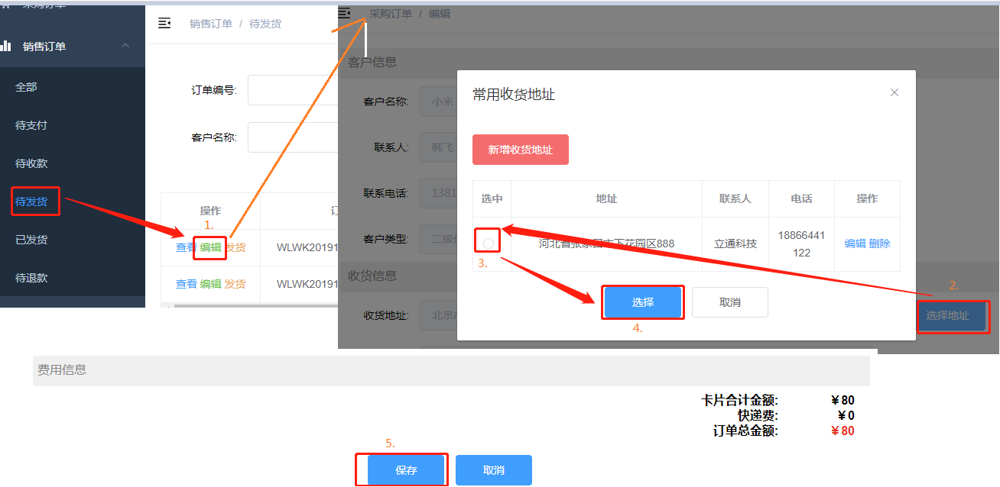 采购订单
销售订单
全部
待支付
待收款
待发货
已发货
待退款
销售订单 / 待发货
订单编号:
客户名称:
操作
订
1.
查看 编辑 发货 WLWK20191
查看 编辑 发货 WLWK20191
采购订单 / 编辑
客户信息
客户名称: 小米
联系人: 韩飞
联系电话: 1381
客户类型: 二级
收货信息
收货地址: 北京
常用收货地址
新增收货地址
选中 地址 联系人 电话 操作
河北省张家口市下花园区888 立通科技 18866441 编辑 删除
122
3.
选择 取消
4.
2.
选择地址
费用信息
卡片合计金额: ￥80
快递费: ￥0
订单总金额: ￥80
5.
保存 取消